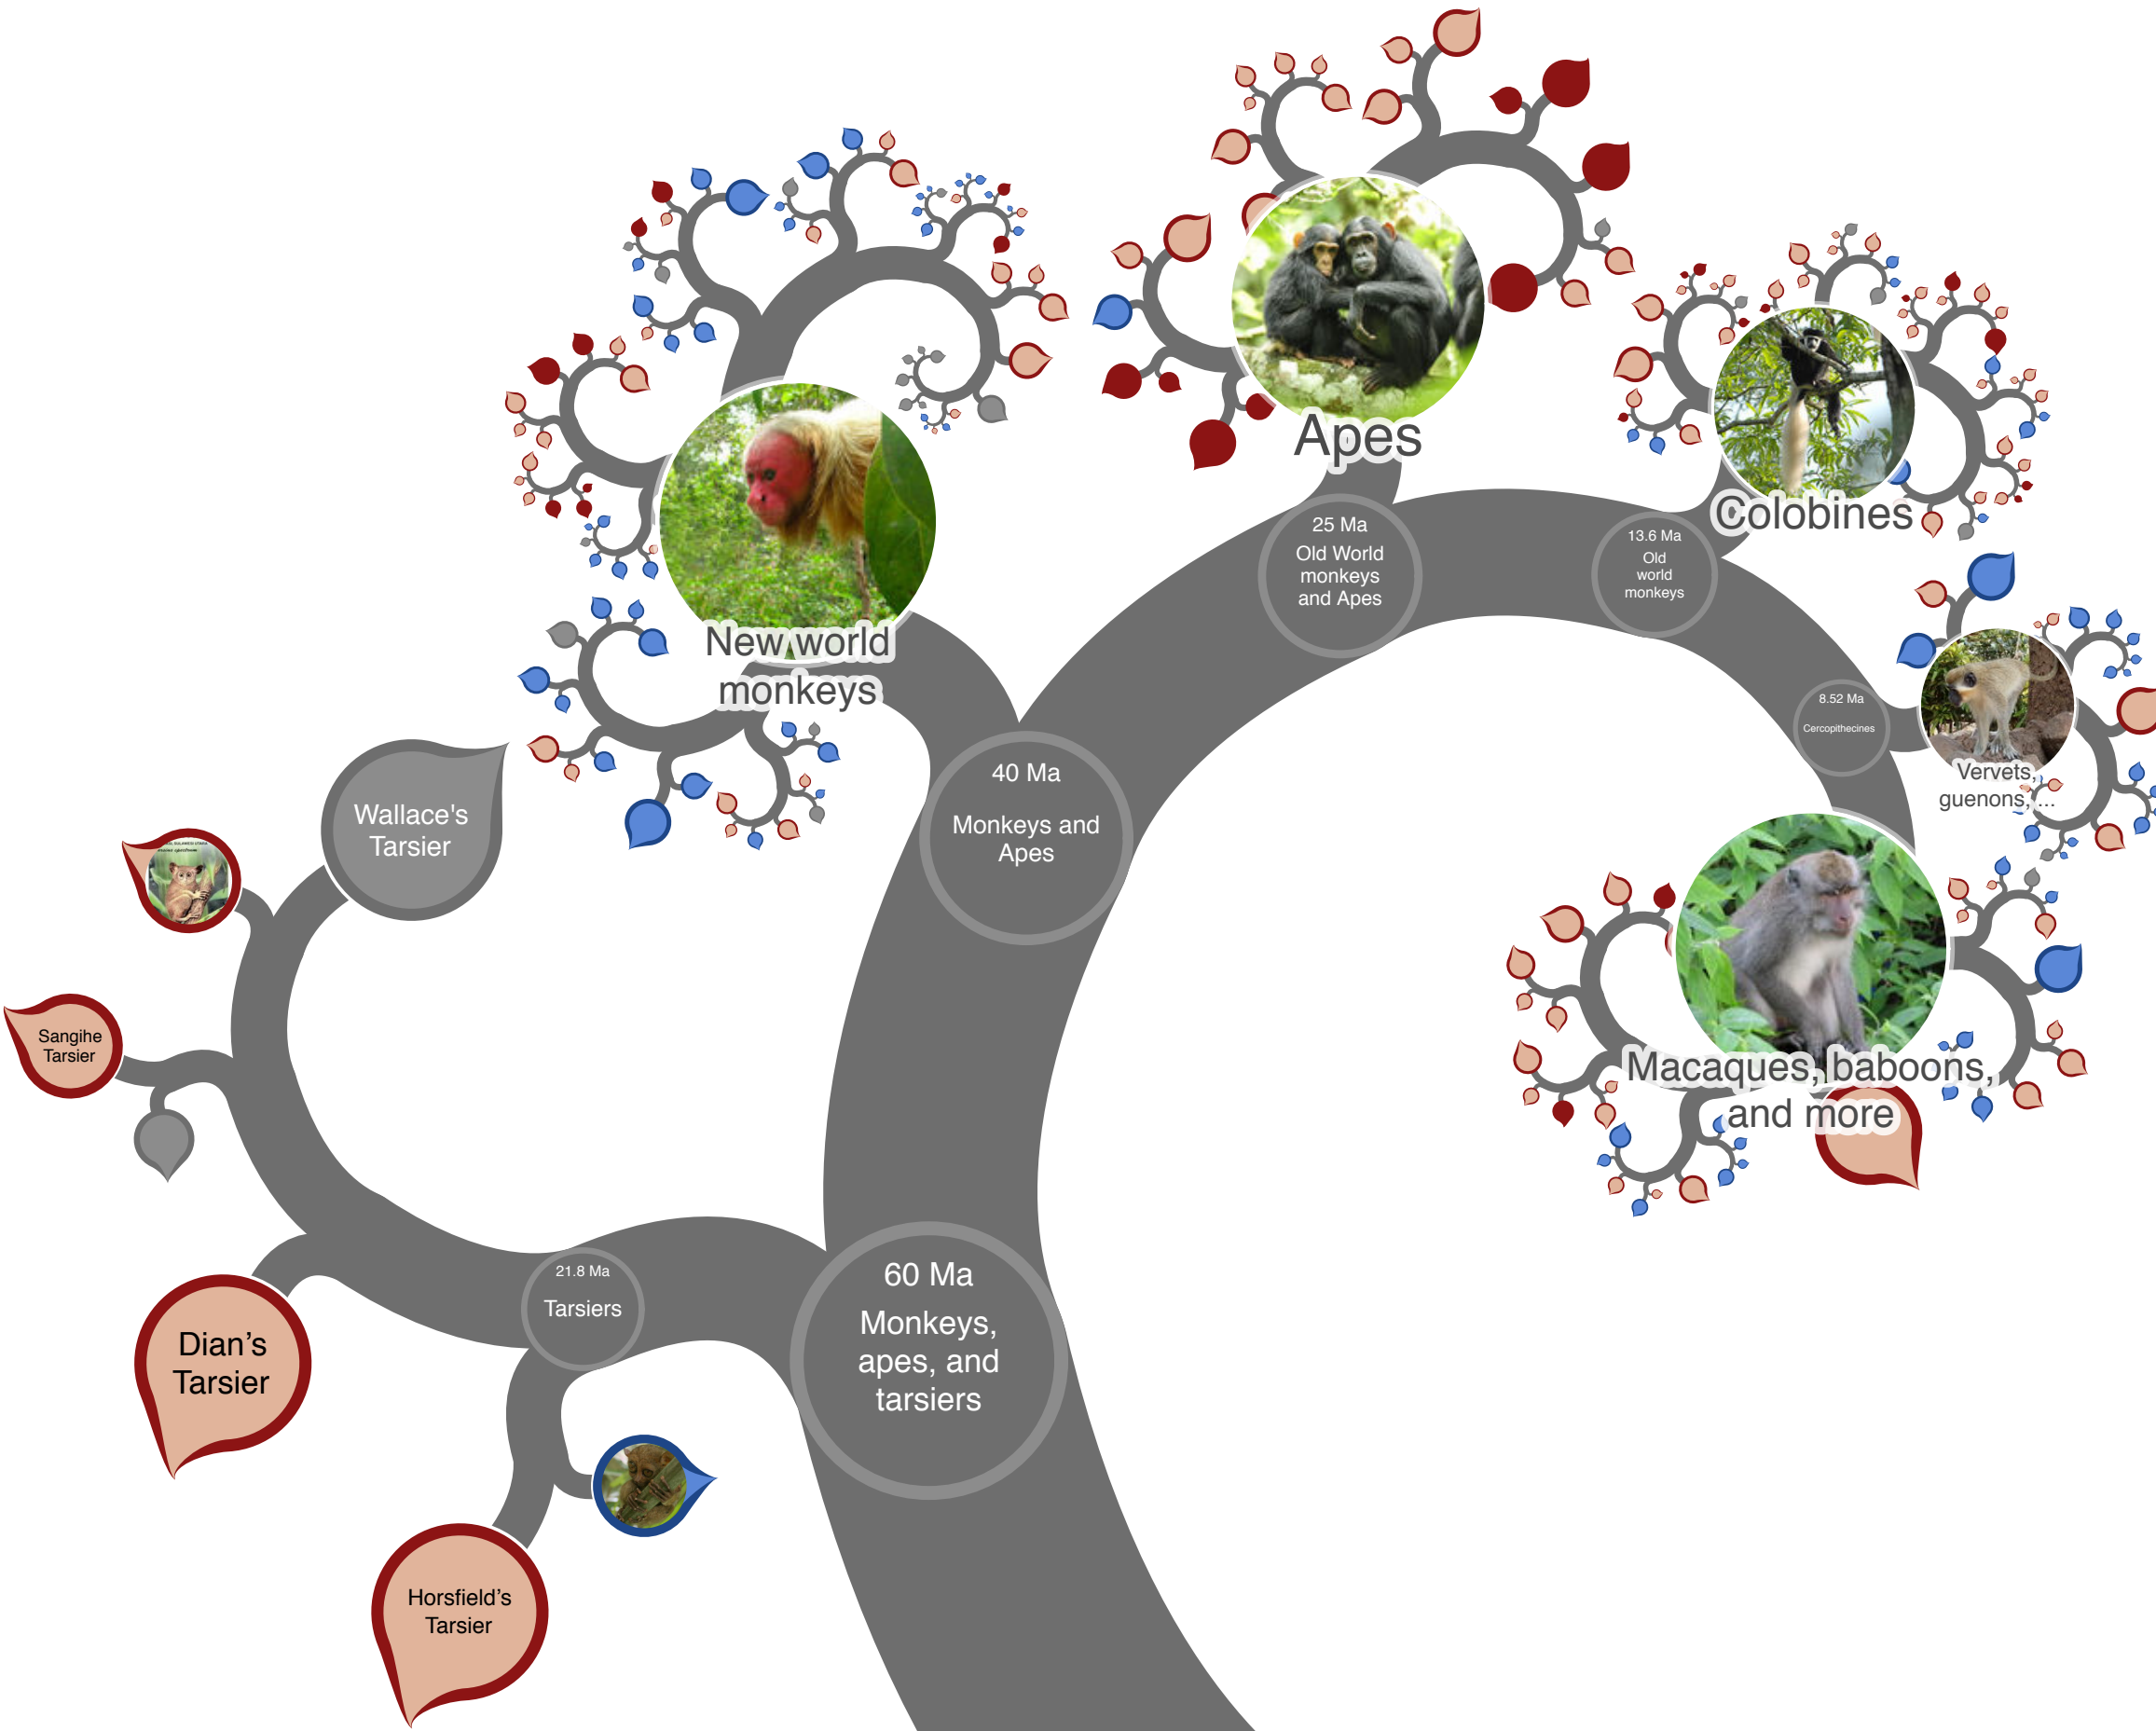 Apes
25 Ma
Old World
monkeys
and Apes
13.6 Ma
Old
world
monkeys
Colobines
New world
monkeys
8.52 Ma
Cercopithecines
Vervets,
guenons, ...
40 Ma
Monkeys and
Apes
Wallace's
Tarsier
Macaques, baboons,
and more
Sangihe
Tarsier
21.8 Ma
Tarsiers
60 Ma
Monkeys,
apes, and
tarsiers
Dian's
Tarsier
Horsfield's
Tarsier